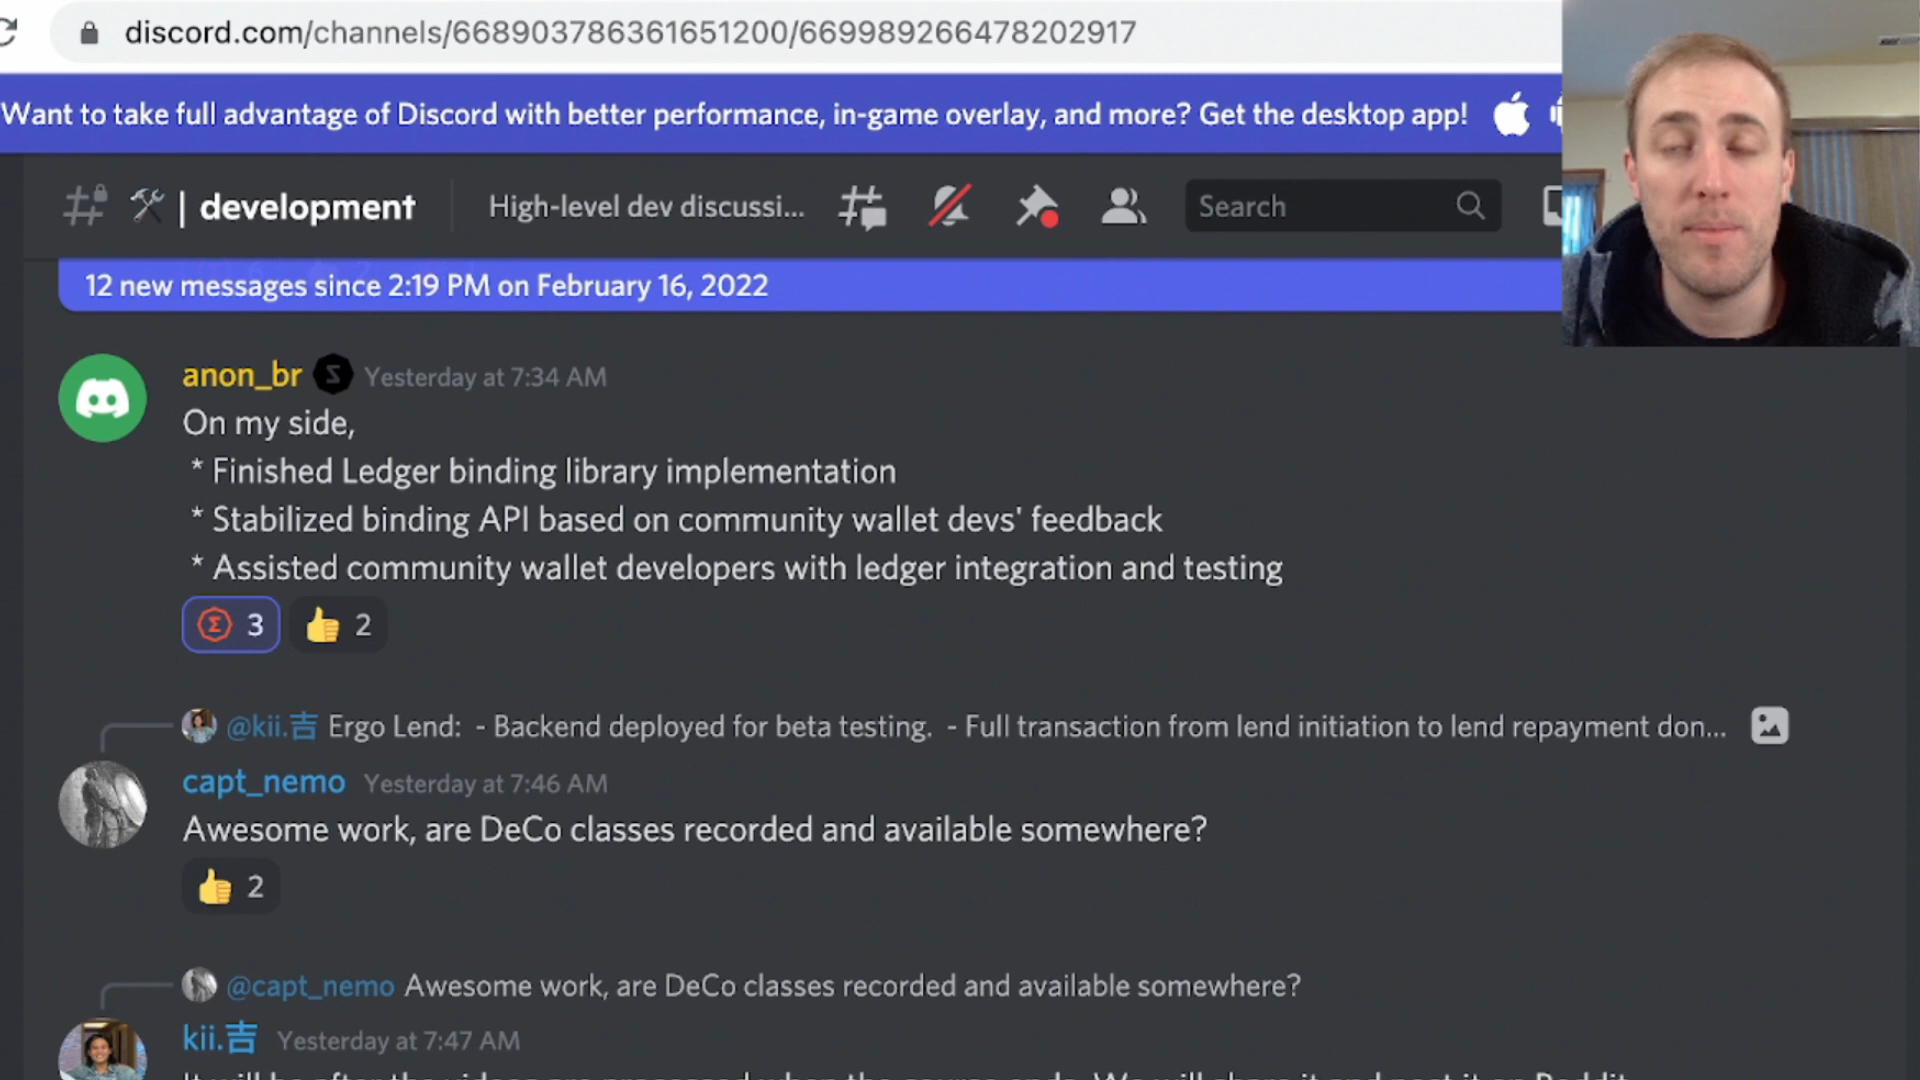 discord.com/channels/668903786361651200/669989266478202917
Want to take full advantage of Discord with better performance, in-game overlay, and more? Get the desktop app!
| development
High-level dev discussi...
Search
12 new messages since 2:19 PM on February 16, 2022
anon_br Yesterday at 7:34 AM
On my side,
* Finished Ledger binding library implementation
* Stabilized binding API based on community wallet devs' feedback
* Assisted community wallet developers with ledger integration and testing
Σ 3 2
@kii.吉 Ergo Lend: - Backend deployed for beta testing. - Full transaction from lend initiation to lend repayment don...
capt_nemo Yesterday at 7:46 AM
Awesome work, are DeCo classes recorded and available somewhere?
2
@capt_nemo Awesome work, are DeCo classes recorded and available somewhere?
kii.吉 Yesterday at 7:47 AM